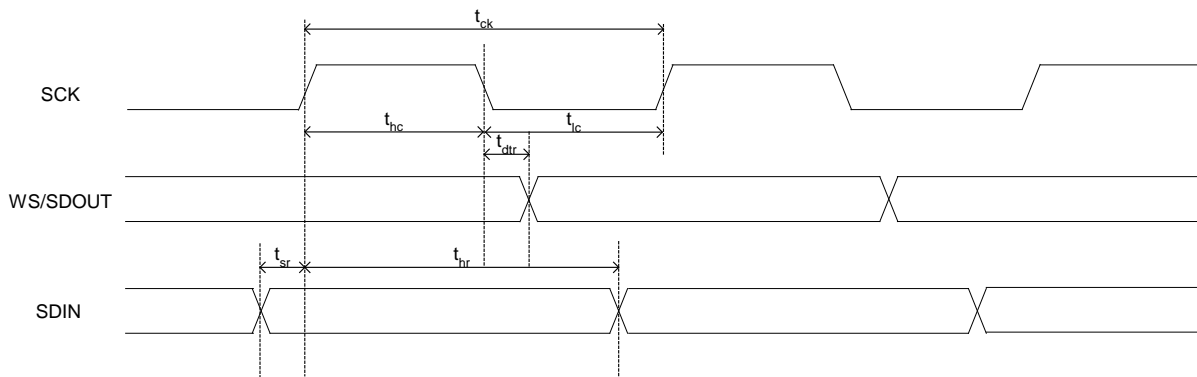 t_ck
SCK
t_hc
t_lc
t_dtr
WS/SDOUT
t_sr
t_hr
SDIN